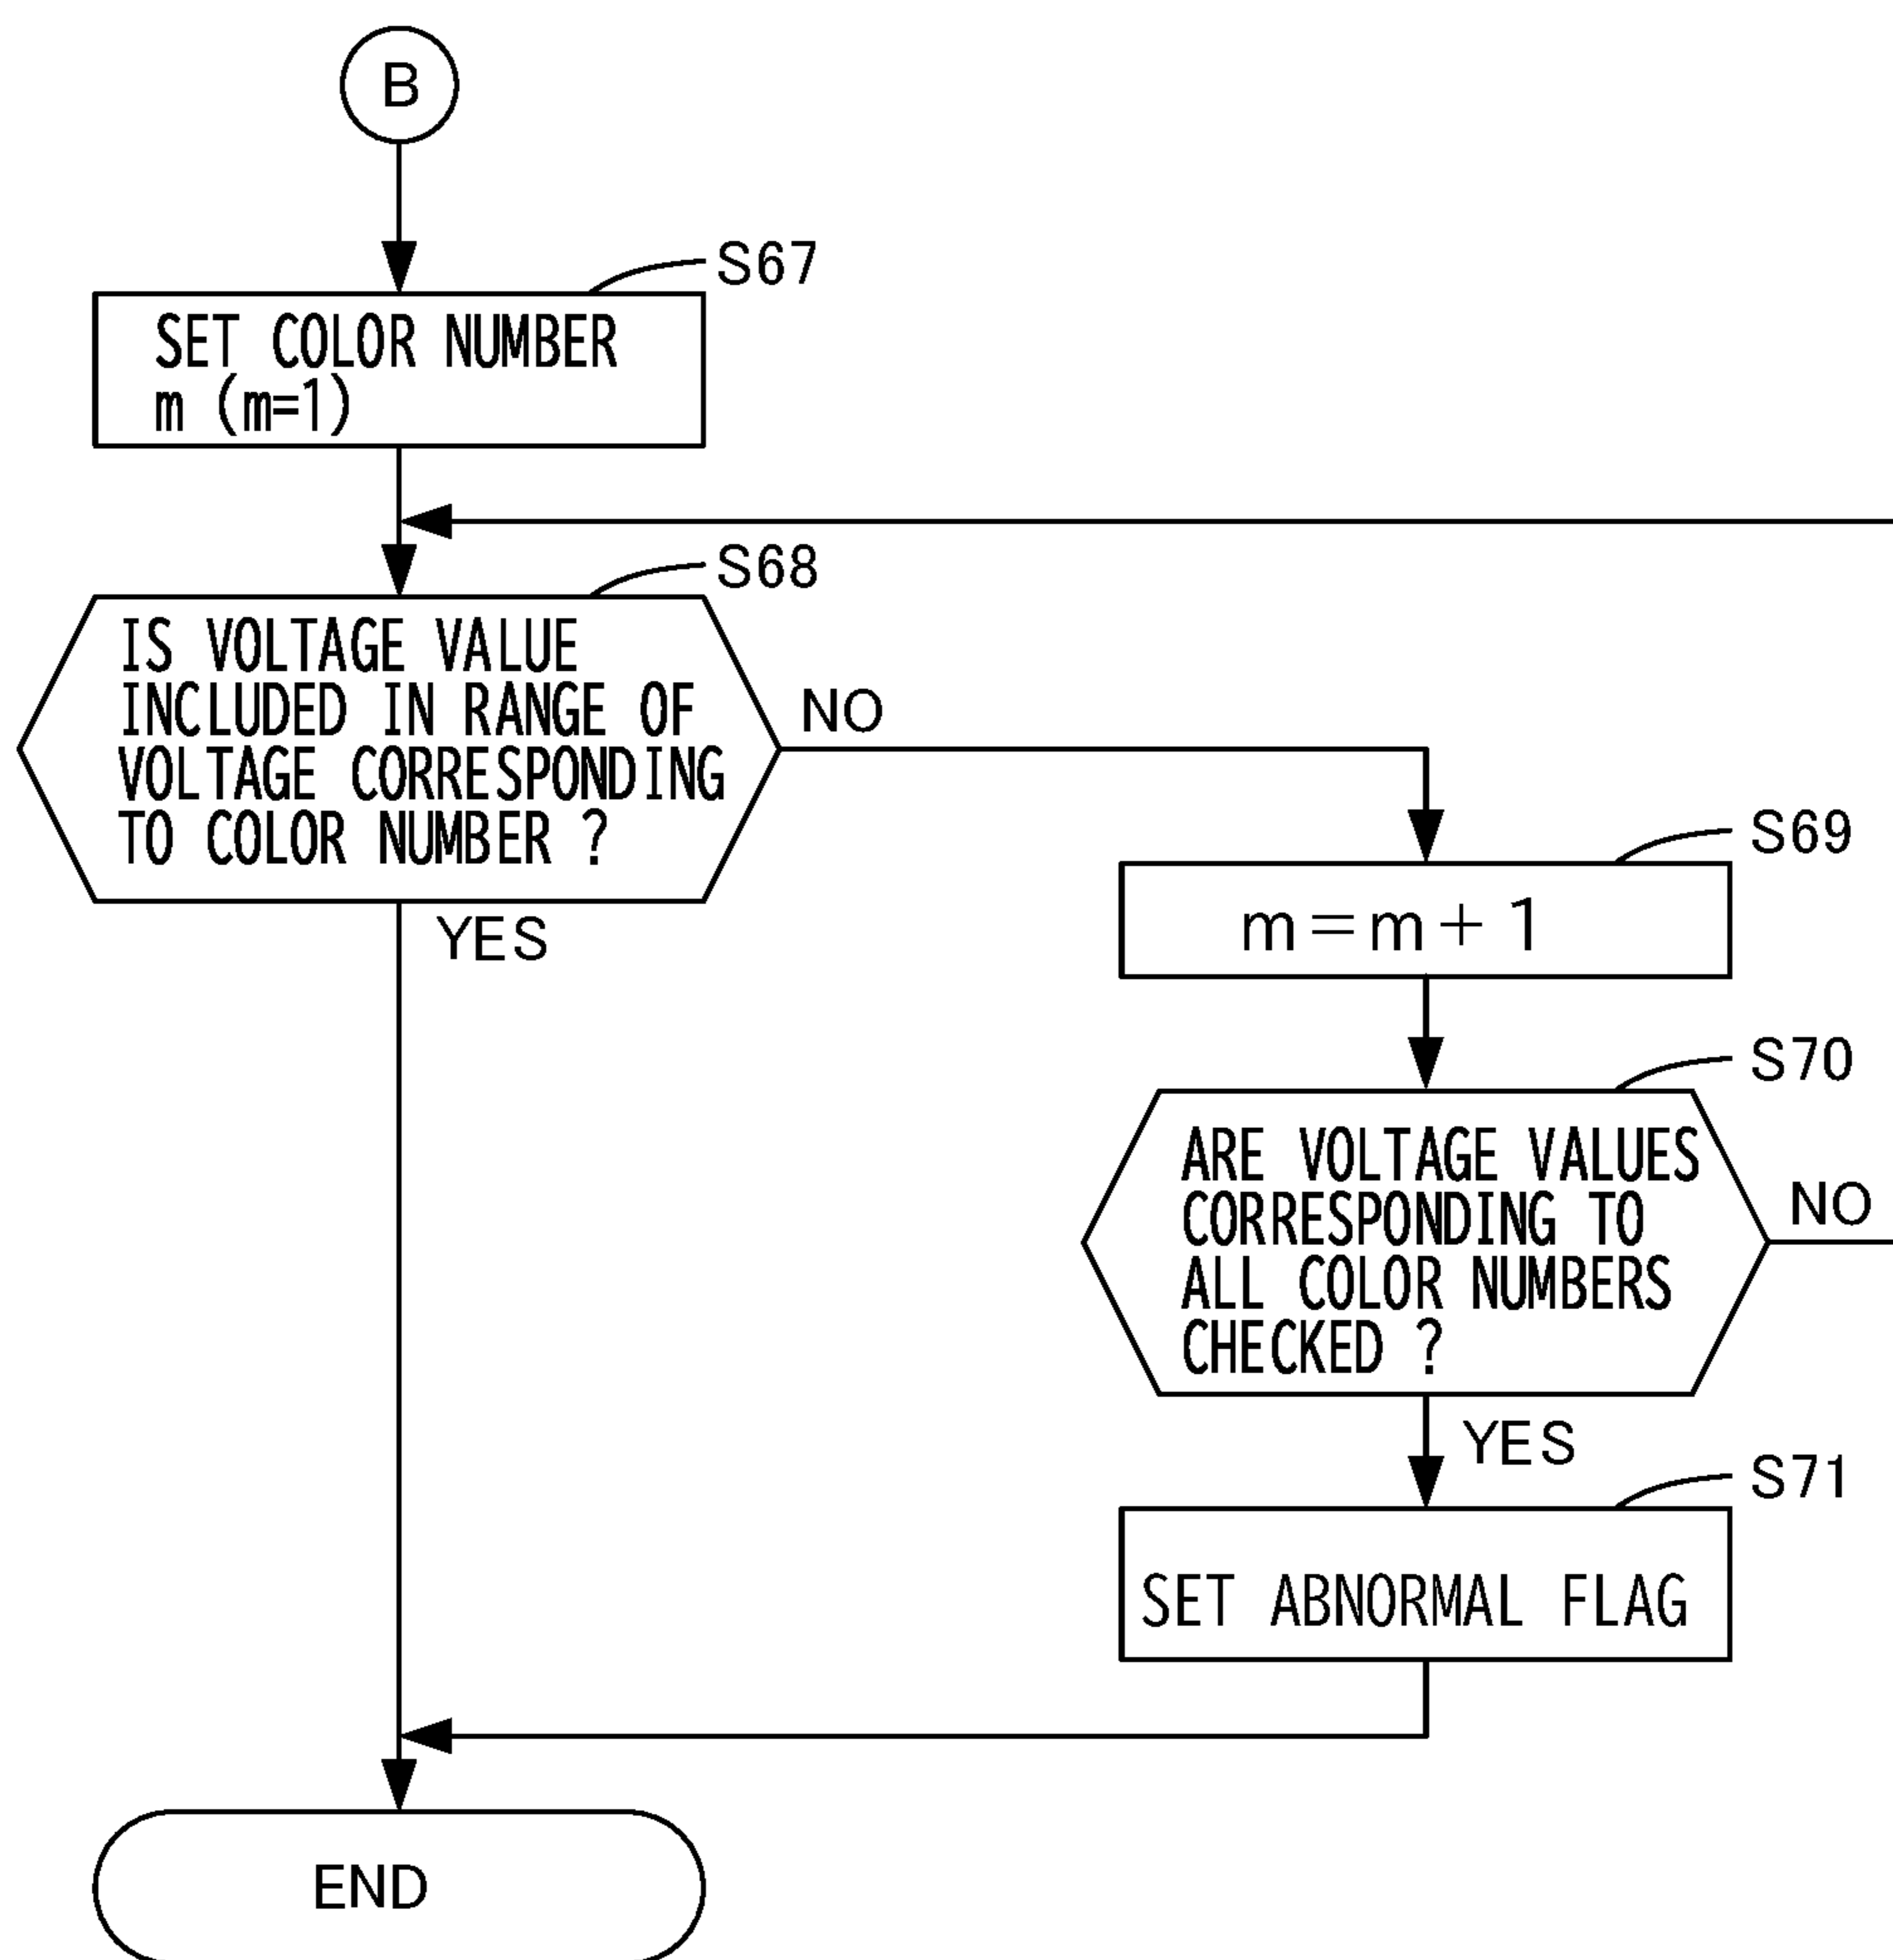 B
S67
SET COLOR NUMBER
m (m=1)
S68
IS VOLTAGE VALUE
INCLUDED IN RANGE OF
VOLTAGE CORRESPONDING
TO COLOR NUMBER ?
NO
YES
S69
m=m+1
S70
ARE VOLTAGE VALUES
CORRESPONDING TO
ALL COLOR NUMBERS
CHECKED ?
NO
YES
S71
SET ABNORMAL FLAG
END